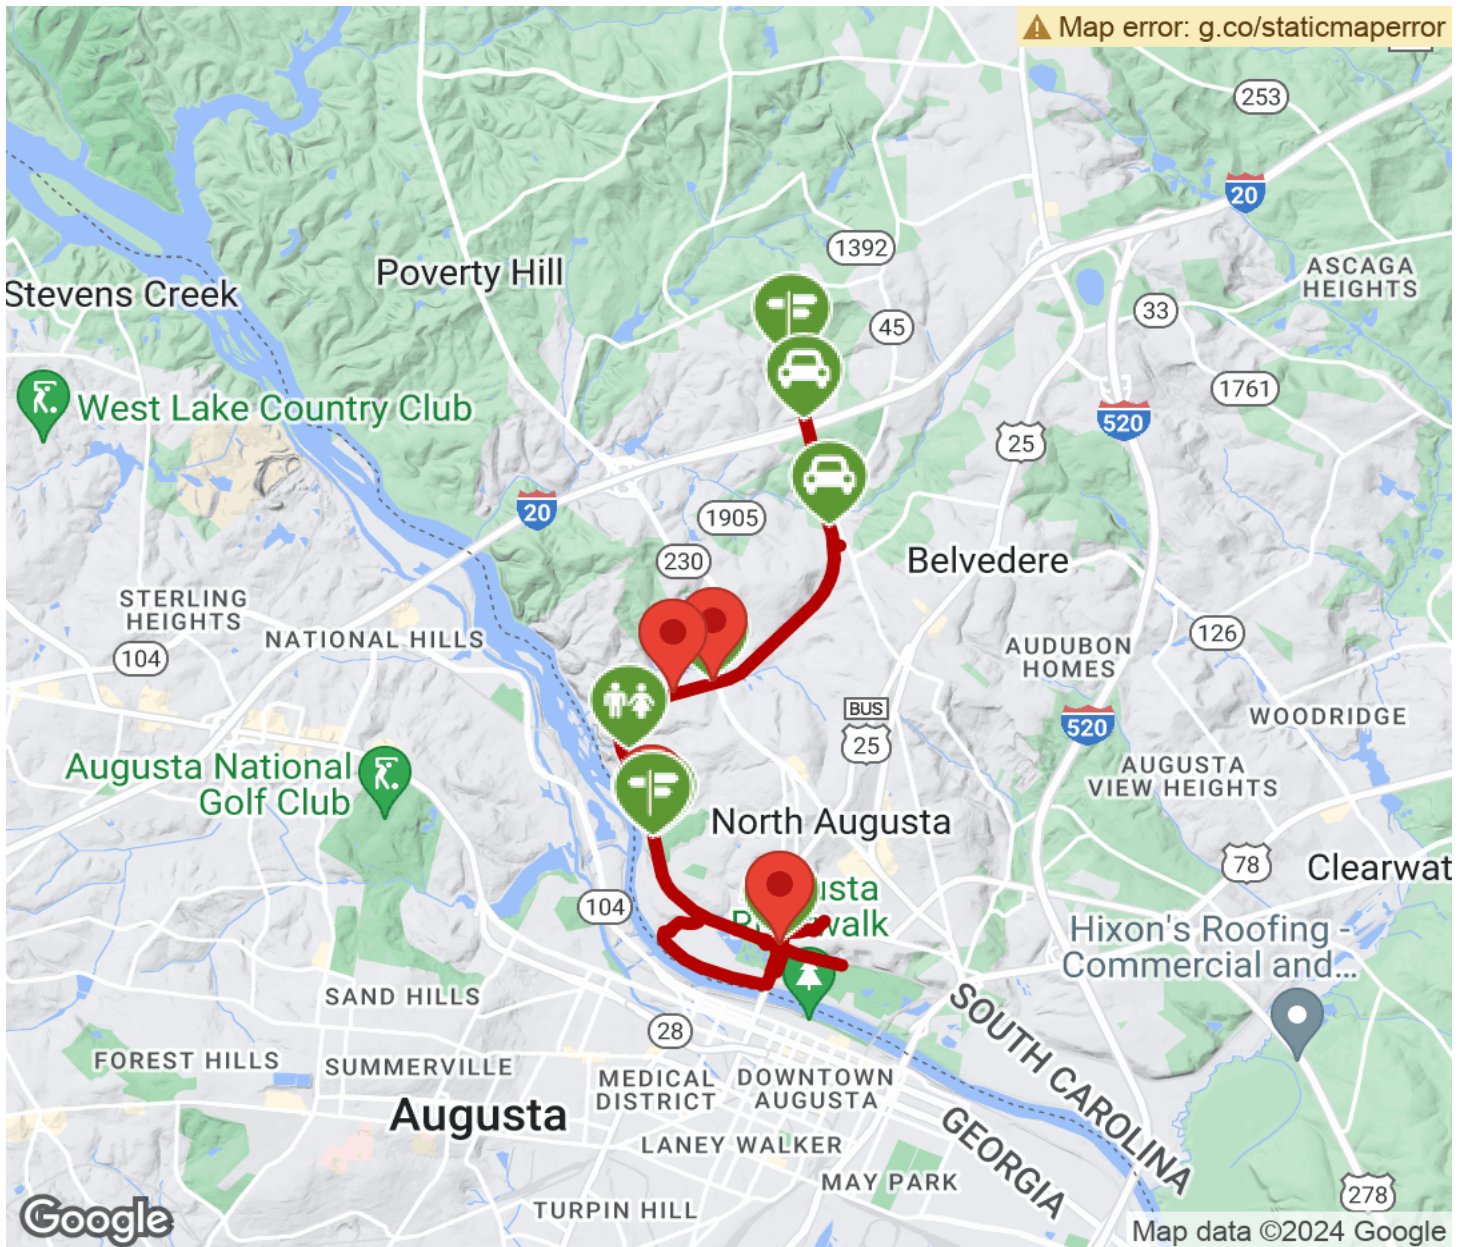 Map error: g.co/staticmaperror
253
20
1392
Poverty Hill
ASCAGA
HEIGHTS
Stevens Creek
33
45
1761
West Lake Country Club
520
25
20
1905
230
Belvedere
STERLING
HEIGHTS
NATIONAL HILLS
126
104
AUDUBON
HOMES
BUS
25
WOODRIDGE
520
Augusta National
Golf Club
AUGUSTA
VIEW HEIGHTS
North Augusta
78
Clearwat
104
Hixon's Roofing -
Commercial and...
SAND HILLS
28
SOUTH CAROLINA
FOREST HILLS
SUMMERVILLE
MEDICAL
DISTRICT
DOWNTOWN
AUGUSTA
Augusta
LANEY WALKER
GEORGIA
MAY PARK
278
TURPIN HILL
Google
Map data ©2024 Google